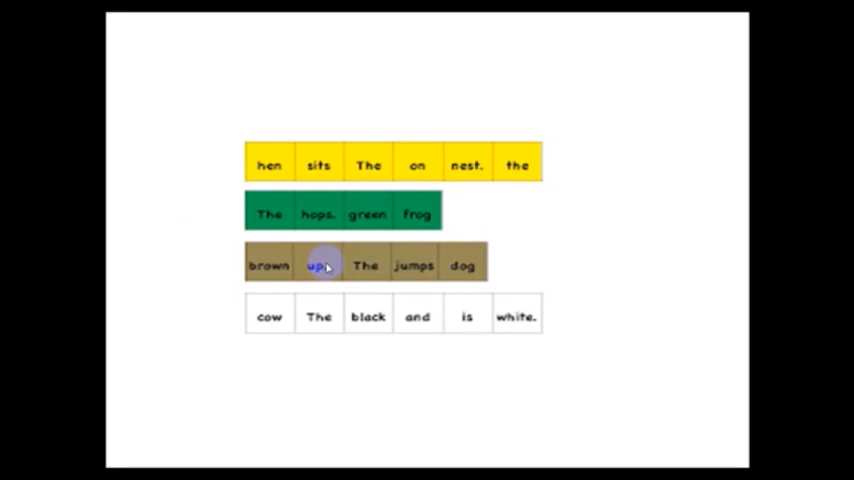 hen sits The on nest. the
The hops. green frog
brown up. The jumps dog
cow The black and is white.